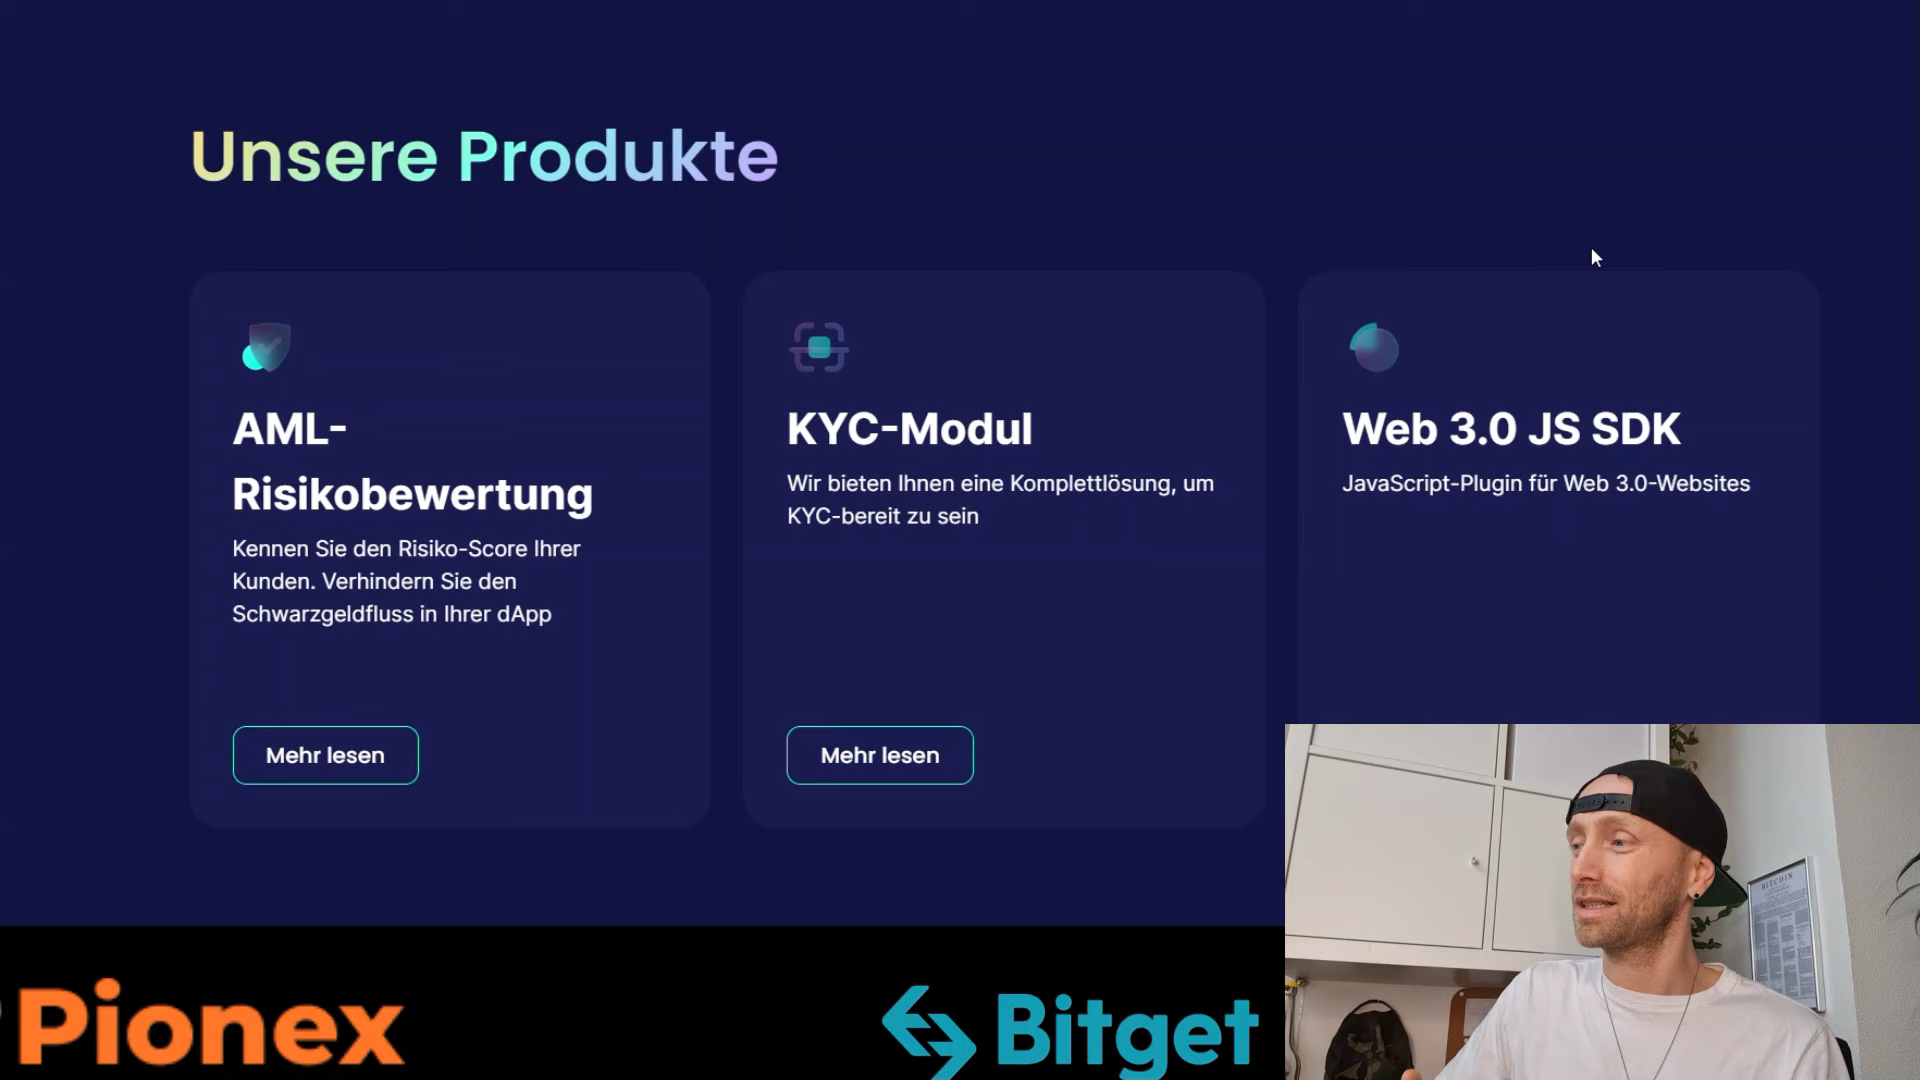 Unsere Produkte
AML-
Risikobewertung
Kennen Sie den Risiko-Score Ihrer
Kunden. Verhindern Sie den
Schwarzgeldfluss in Ihrer dApp
Mehr lesen
KYC-Modul
Wir bieten Ihnen eine Komplettlösung, um
KYC-bereit zu sein
Mehr lesen
Web 3.0 JS SDK
JavaScript-Plugin für Web 3.0-Websites
Pionex
Bitget
BITCOIN